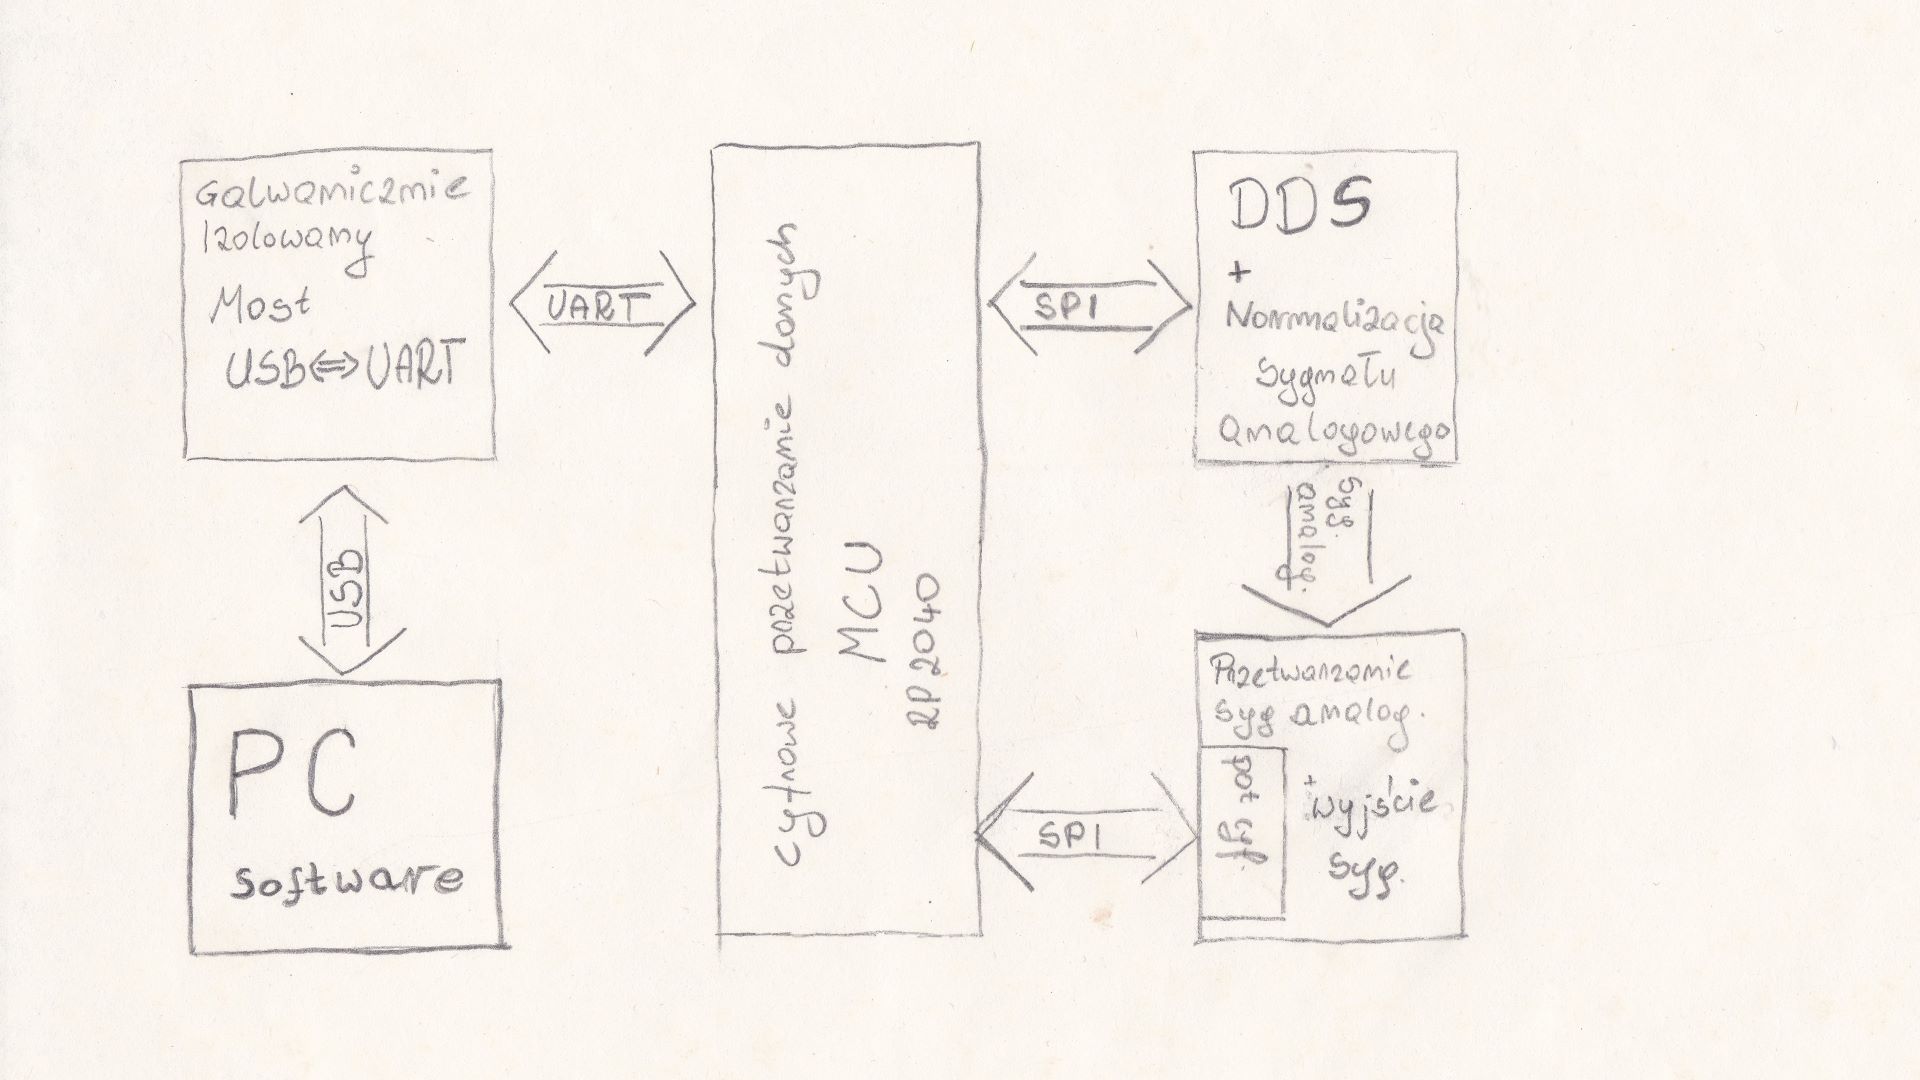 Galwanicznie
Izolowany
Most
USB⇔UART
UART
USB
PC
software
Cyfrowe przetwarzanie danych
MCU
RP2040
SPI
DDS
+
Normalizacja
sygnału
analogowego
syg.
analog.
SPI
Przetwarzanie
syg analog.
pot cyf.
+
wyjście
syg.